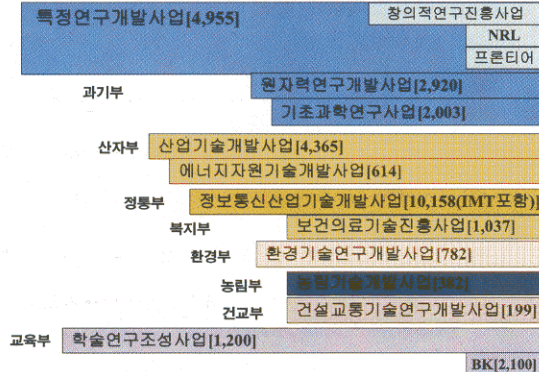 특정연구개발사업[4,955]
창의적연구진흥사업
NRL
프론티어
과기부
원자력연구개발사업[2,920]
기초과학연구사업[2,003]
산자부
산업기술개발사업[4,365]
에너지자원기술개발사업[614]
정통부
정보통신산업기술개발사업[10,158(IMT포함)]
복지부
보건의료기술진흥사업[1,037]
환경부
환경기술연구개발사업[782]
농림부
농림기술개발사업[382]
건교부
건설교통기술연구개발사업[199]
교육부
학술연구조성사업[1,200]
BK[2,100]